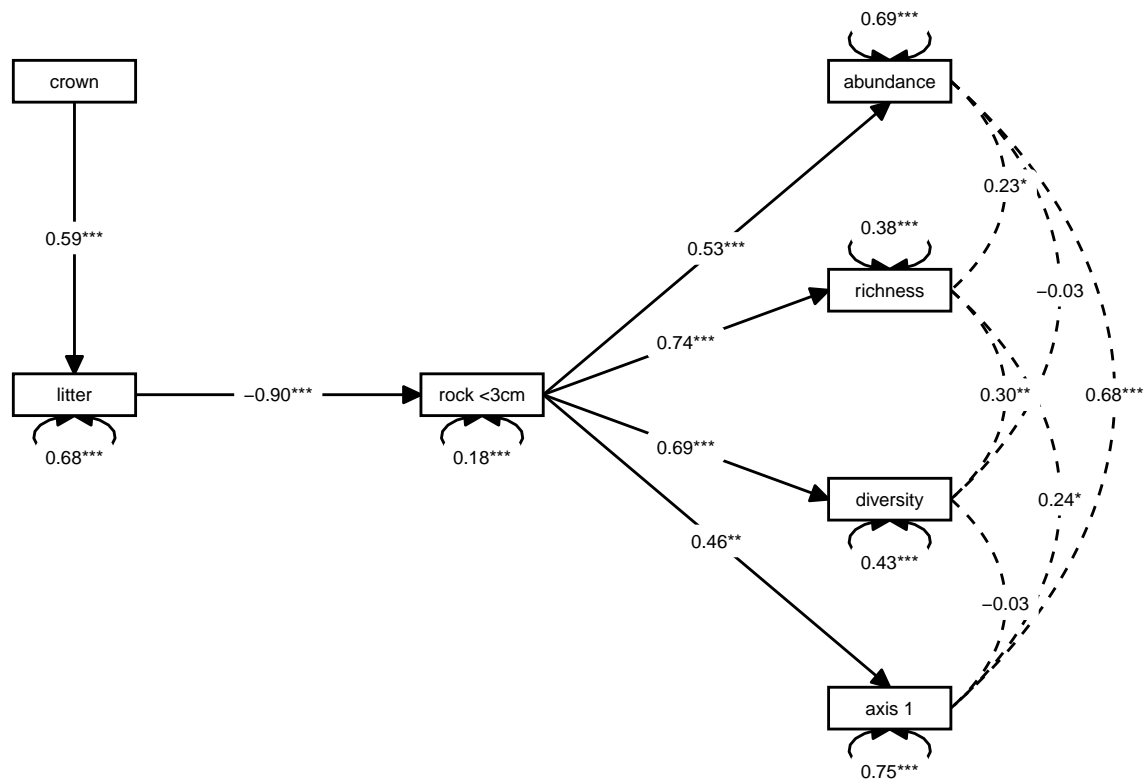 0.69***
crown
abundance
0.23*
0.59***
0.53***
0.38***
richness
−0.03
0.74***
litter
−0.90***
rock <3cm
0.30**
0.68***
0.68***
0.18***
0.69***
diversity
0.24*
0.46**
0.43***
−0.03
axis 1
0.75***